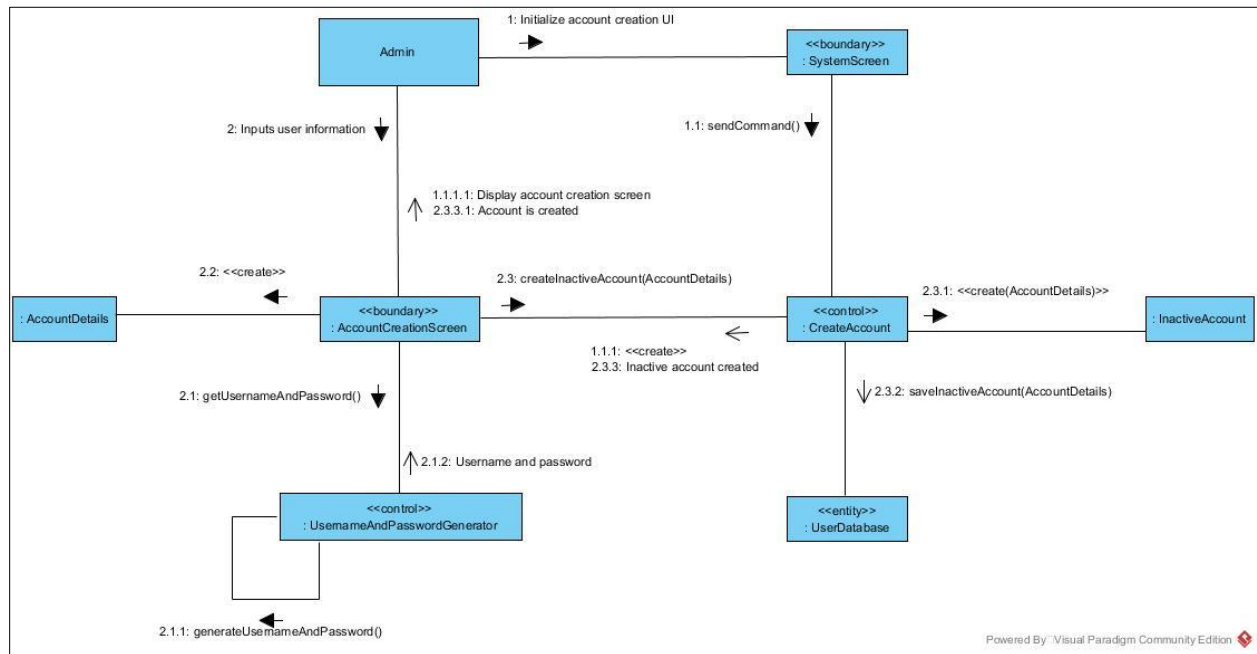 1: Initialize account creation UI
Admin
<<boundary>>
: SystemScreen
2: Inputs user information
1.1: sendCommand()
1.1.1.1: Display account creation screen
2.3.3.1: Account is created
2.2: <<create>>
2.3: createInactiveAccount(AccountDetails)
2.3.1: <<create(AccountDetails)>>
: AccountDetails
<<boundary>>
: AccountCreationScreen
<<control>>
: CreateAccount
: InactiveAccount
1.1.1: <<create>>
2.3.3: Inactive account created
2.1: getUsernameAndPassword()
2.3.2: saveInactiveAccount(AccountDetails)
2.1.2: Username and password
<<control>>
: UsernameAndPasswordGenerator
<<entity>>
: UserDatabase
2.1.1: generateUsernameAndPassword()
Powered By Visual Paradigm Community Edition